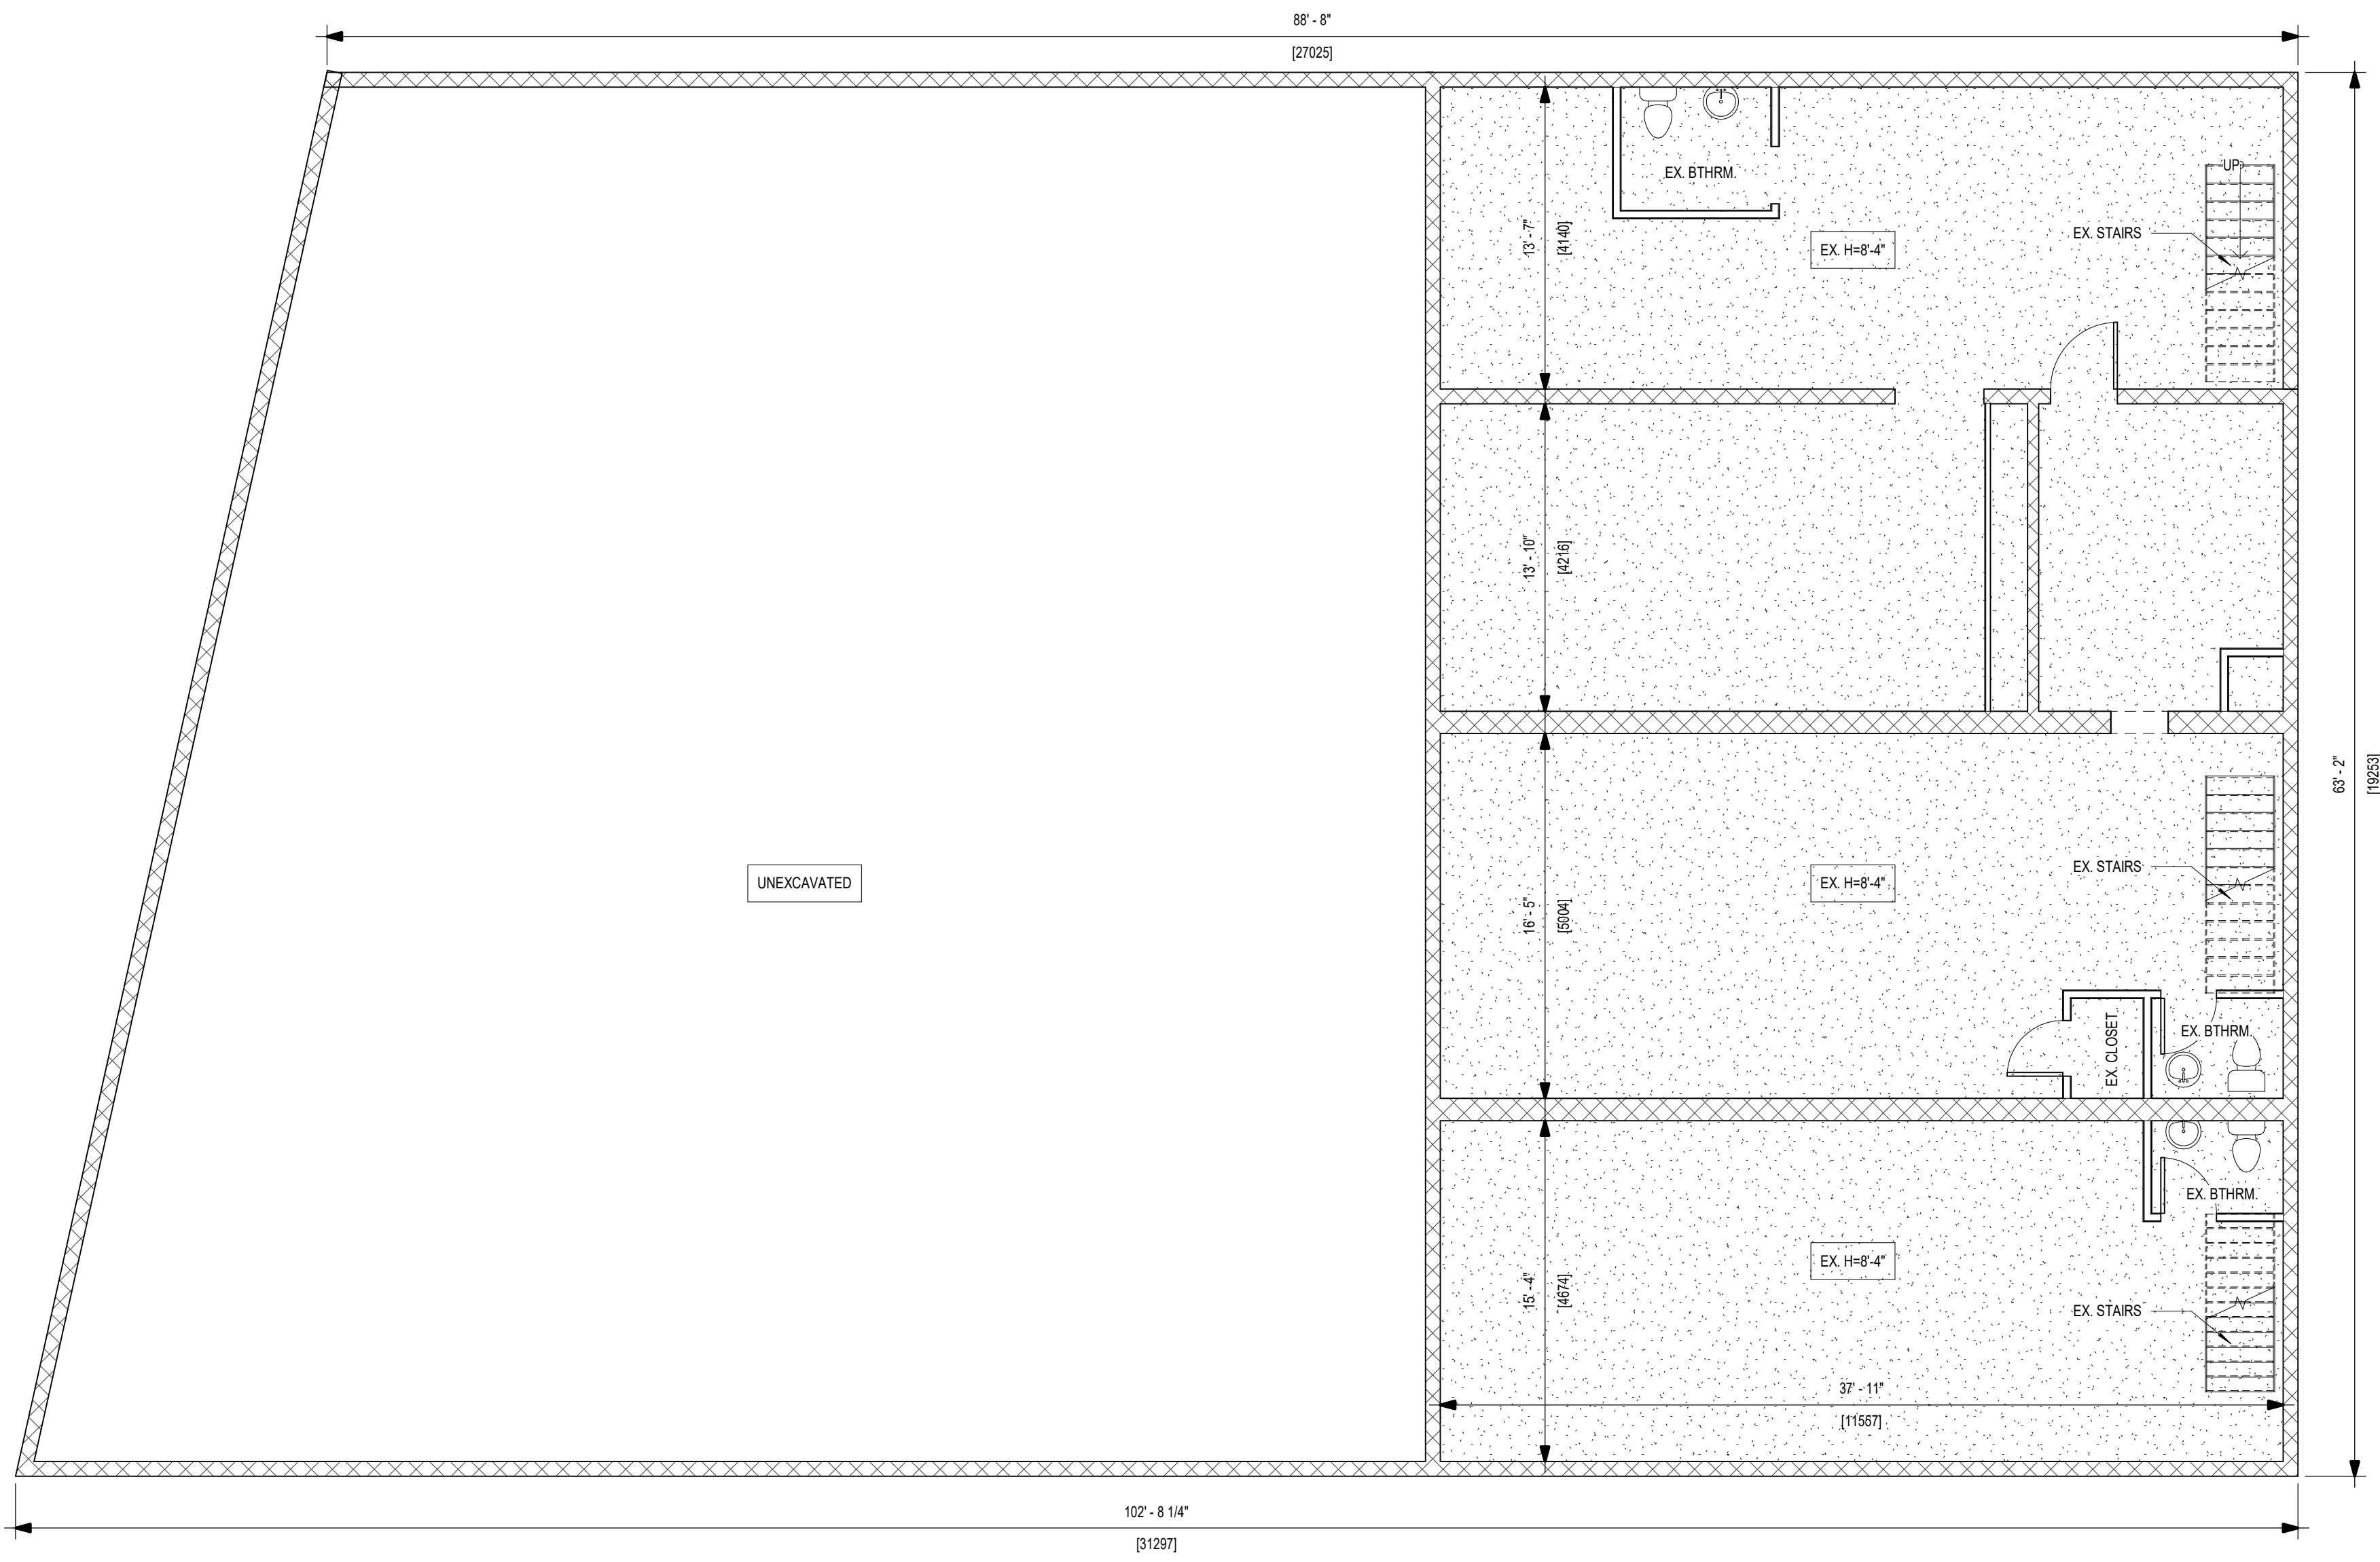 88' - 8"
[27025]
EX. BTHRM.
UP
EX. STAIRS
13' - 7"
[4140]
EX. H=8'-4"
13' - 10"
[4216]
63' - 2"
[19253]
UNEXCAVATED
EX. H=8'-4"
EX. STAIRS
16' - 5"
[5004]
EX. CLOSET.
EX. BTHRM.
EX. BTHRM.
EX. H=8'-4"
15' - 4"
[4674]
EX. STAIRS
37' - 11"
[11557]
102' - 8 1/4"
[31297]